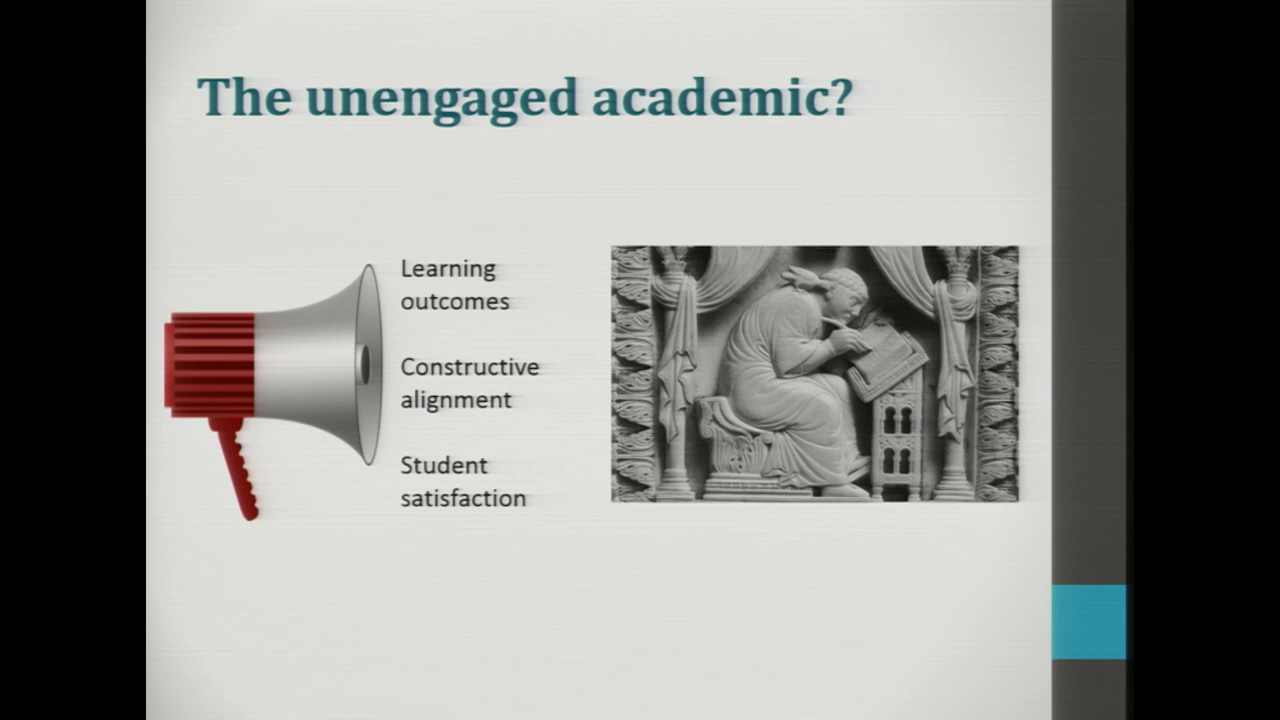 The unengaged academic?
Learning
outcomes
Constructive
alignment
Student
satisfaction